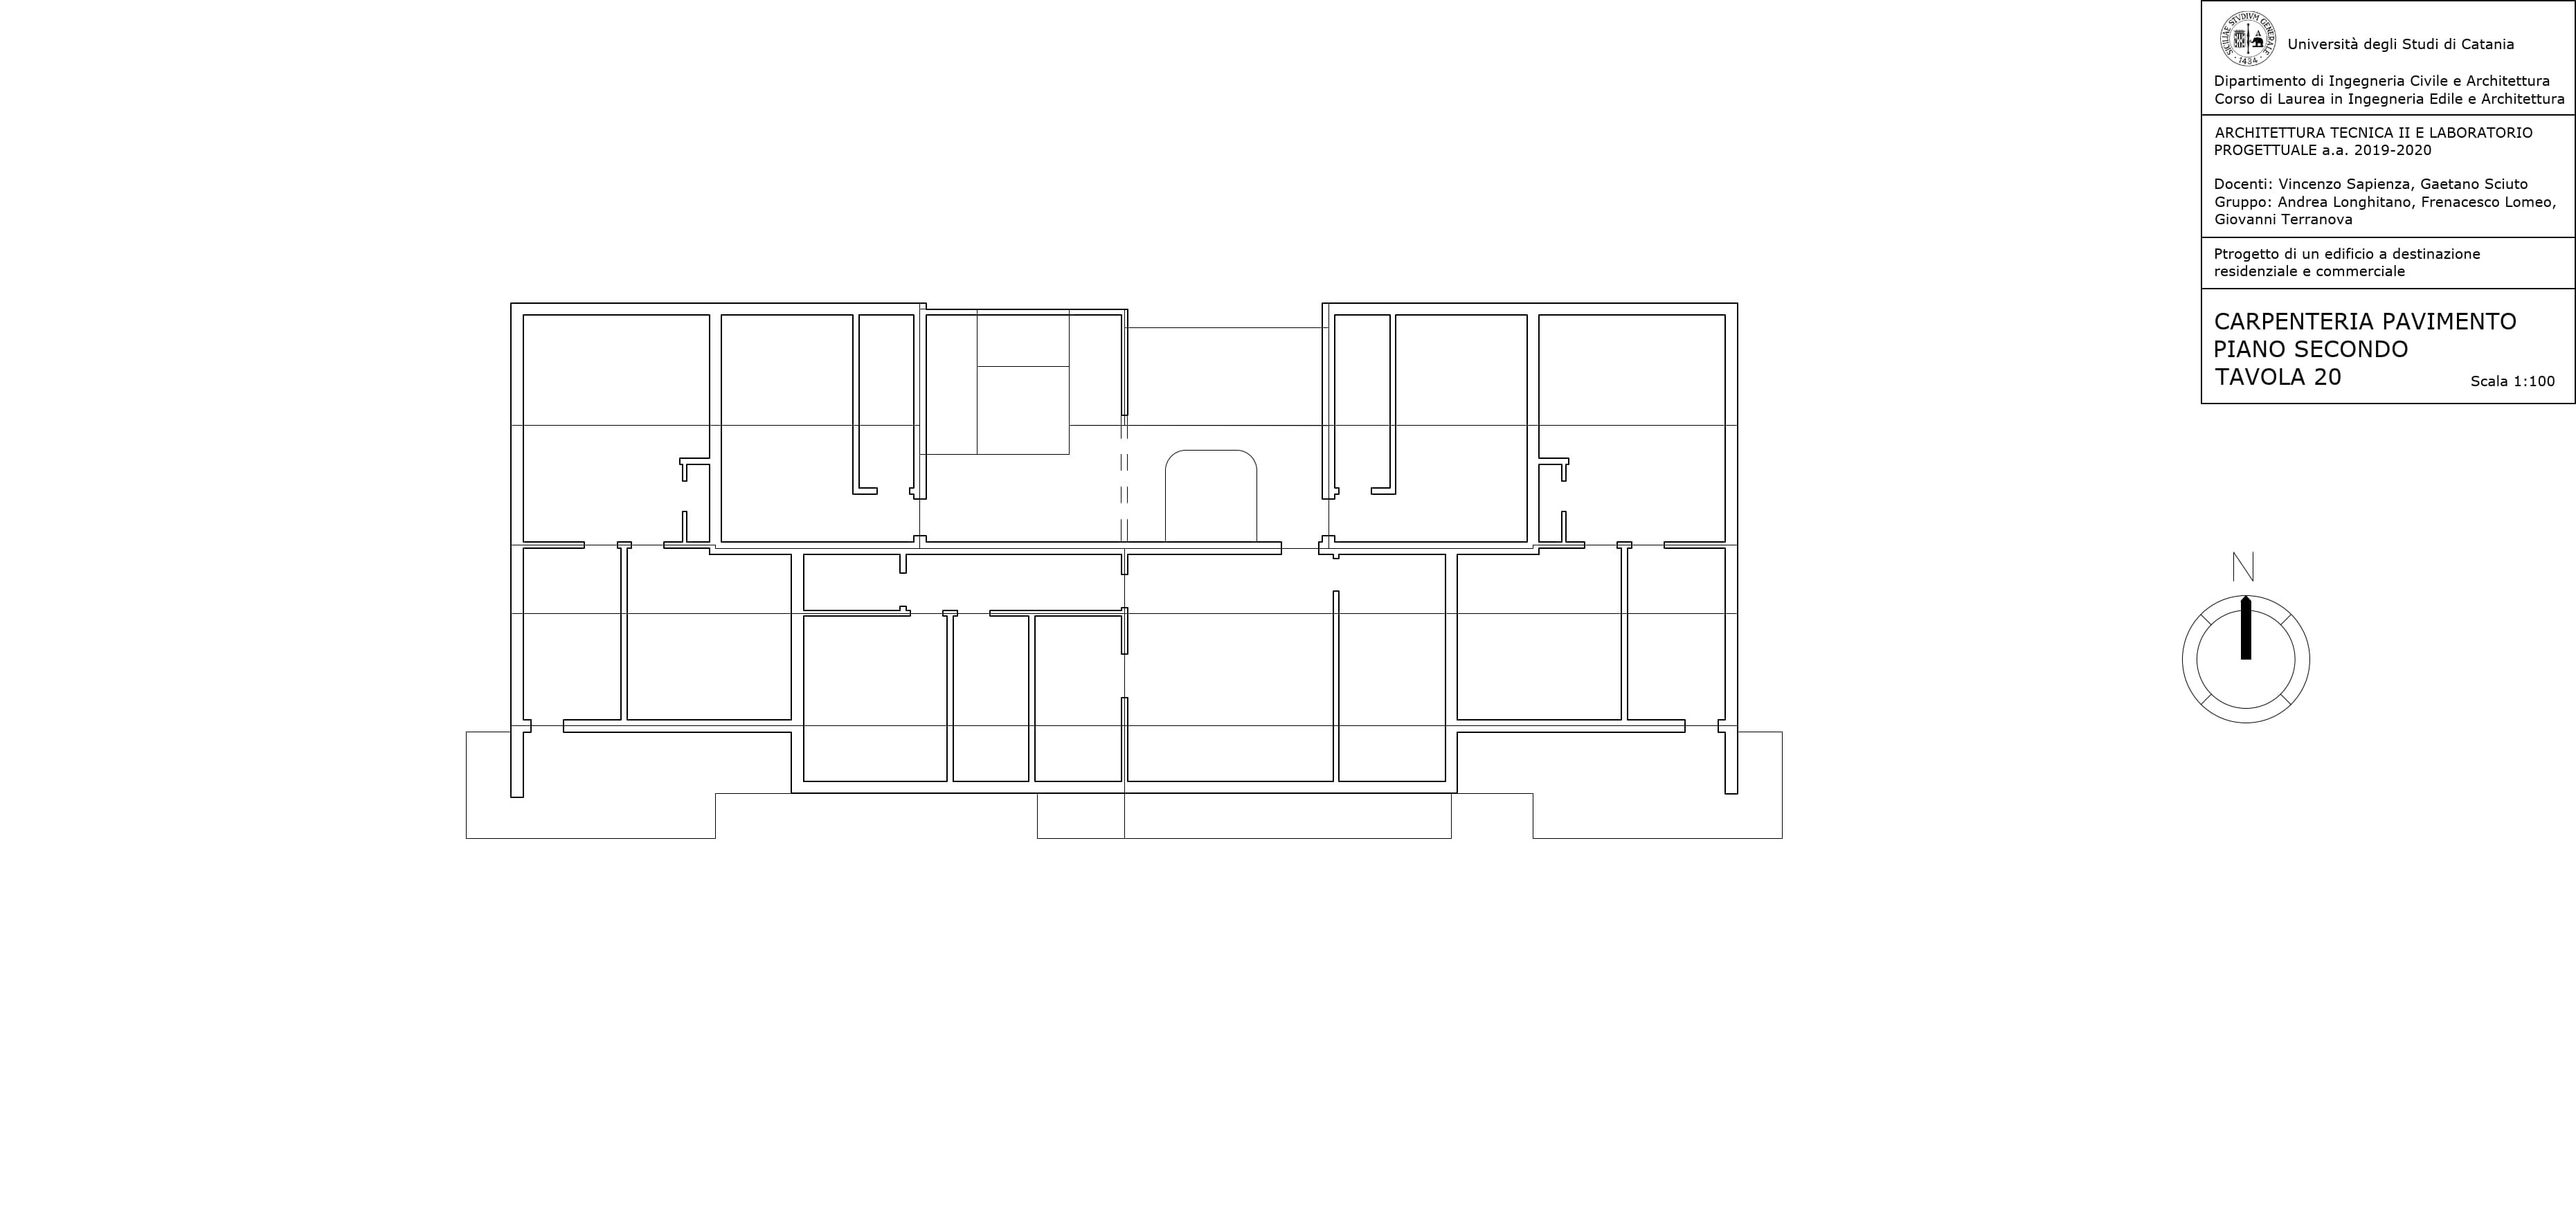 SICILIAE STVDIVM GENERALE
1434
Università degli Studi di Catania
Dipartimento di Ingegneria Civile e Architettura
Corso di Laurea in Ingegneria Edile e Architettura
ARCHITETTURA TECNICA II E LABORATORIO
PROGETTUALE a.a. 2019-2020
Docenti: Vincenzo Sapienza, Gaetano Sciuto
Gruppo: Andrea Longhitano, Frenacesco Lomeo,
Giovanni Terranova
Ptrogetto di un edificio a destinazione
residenziale e commerciale
CARPENTERIA PAVIMENTO
PIANO SECONDO
TAVOLA 20 Scala 1:100
N